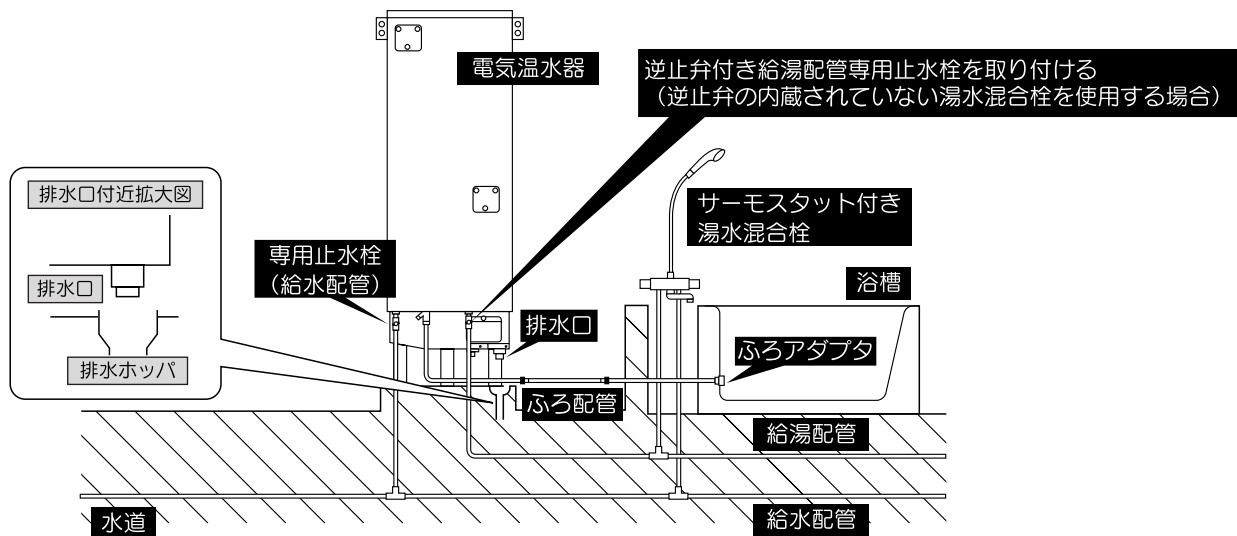 電気温水器
逆止弁付き給湯配管専用止水栓を取り付ける
（逆止弁の内蔵されていない湯水混合栓を使用する場合）
排水口付近拡大図
排水口
排水ホッパ
専用止水栓
（給水配管）
サーモスタット付き
湯水混合栓
浴槽
排水口
ふろアダプタ
ふろ配管
給湯配管
水道
給水配管